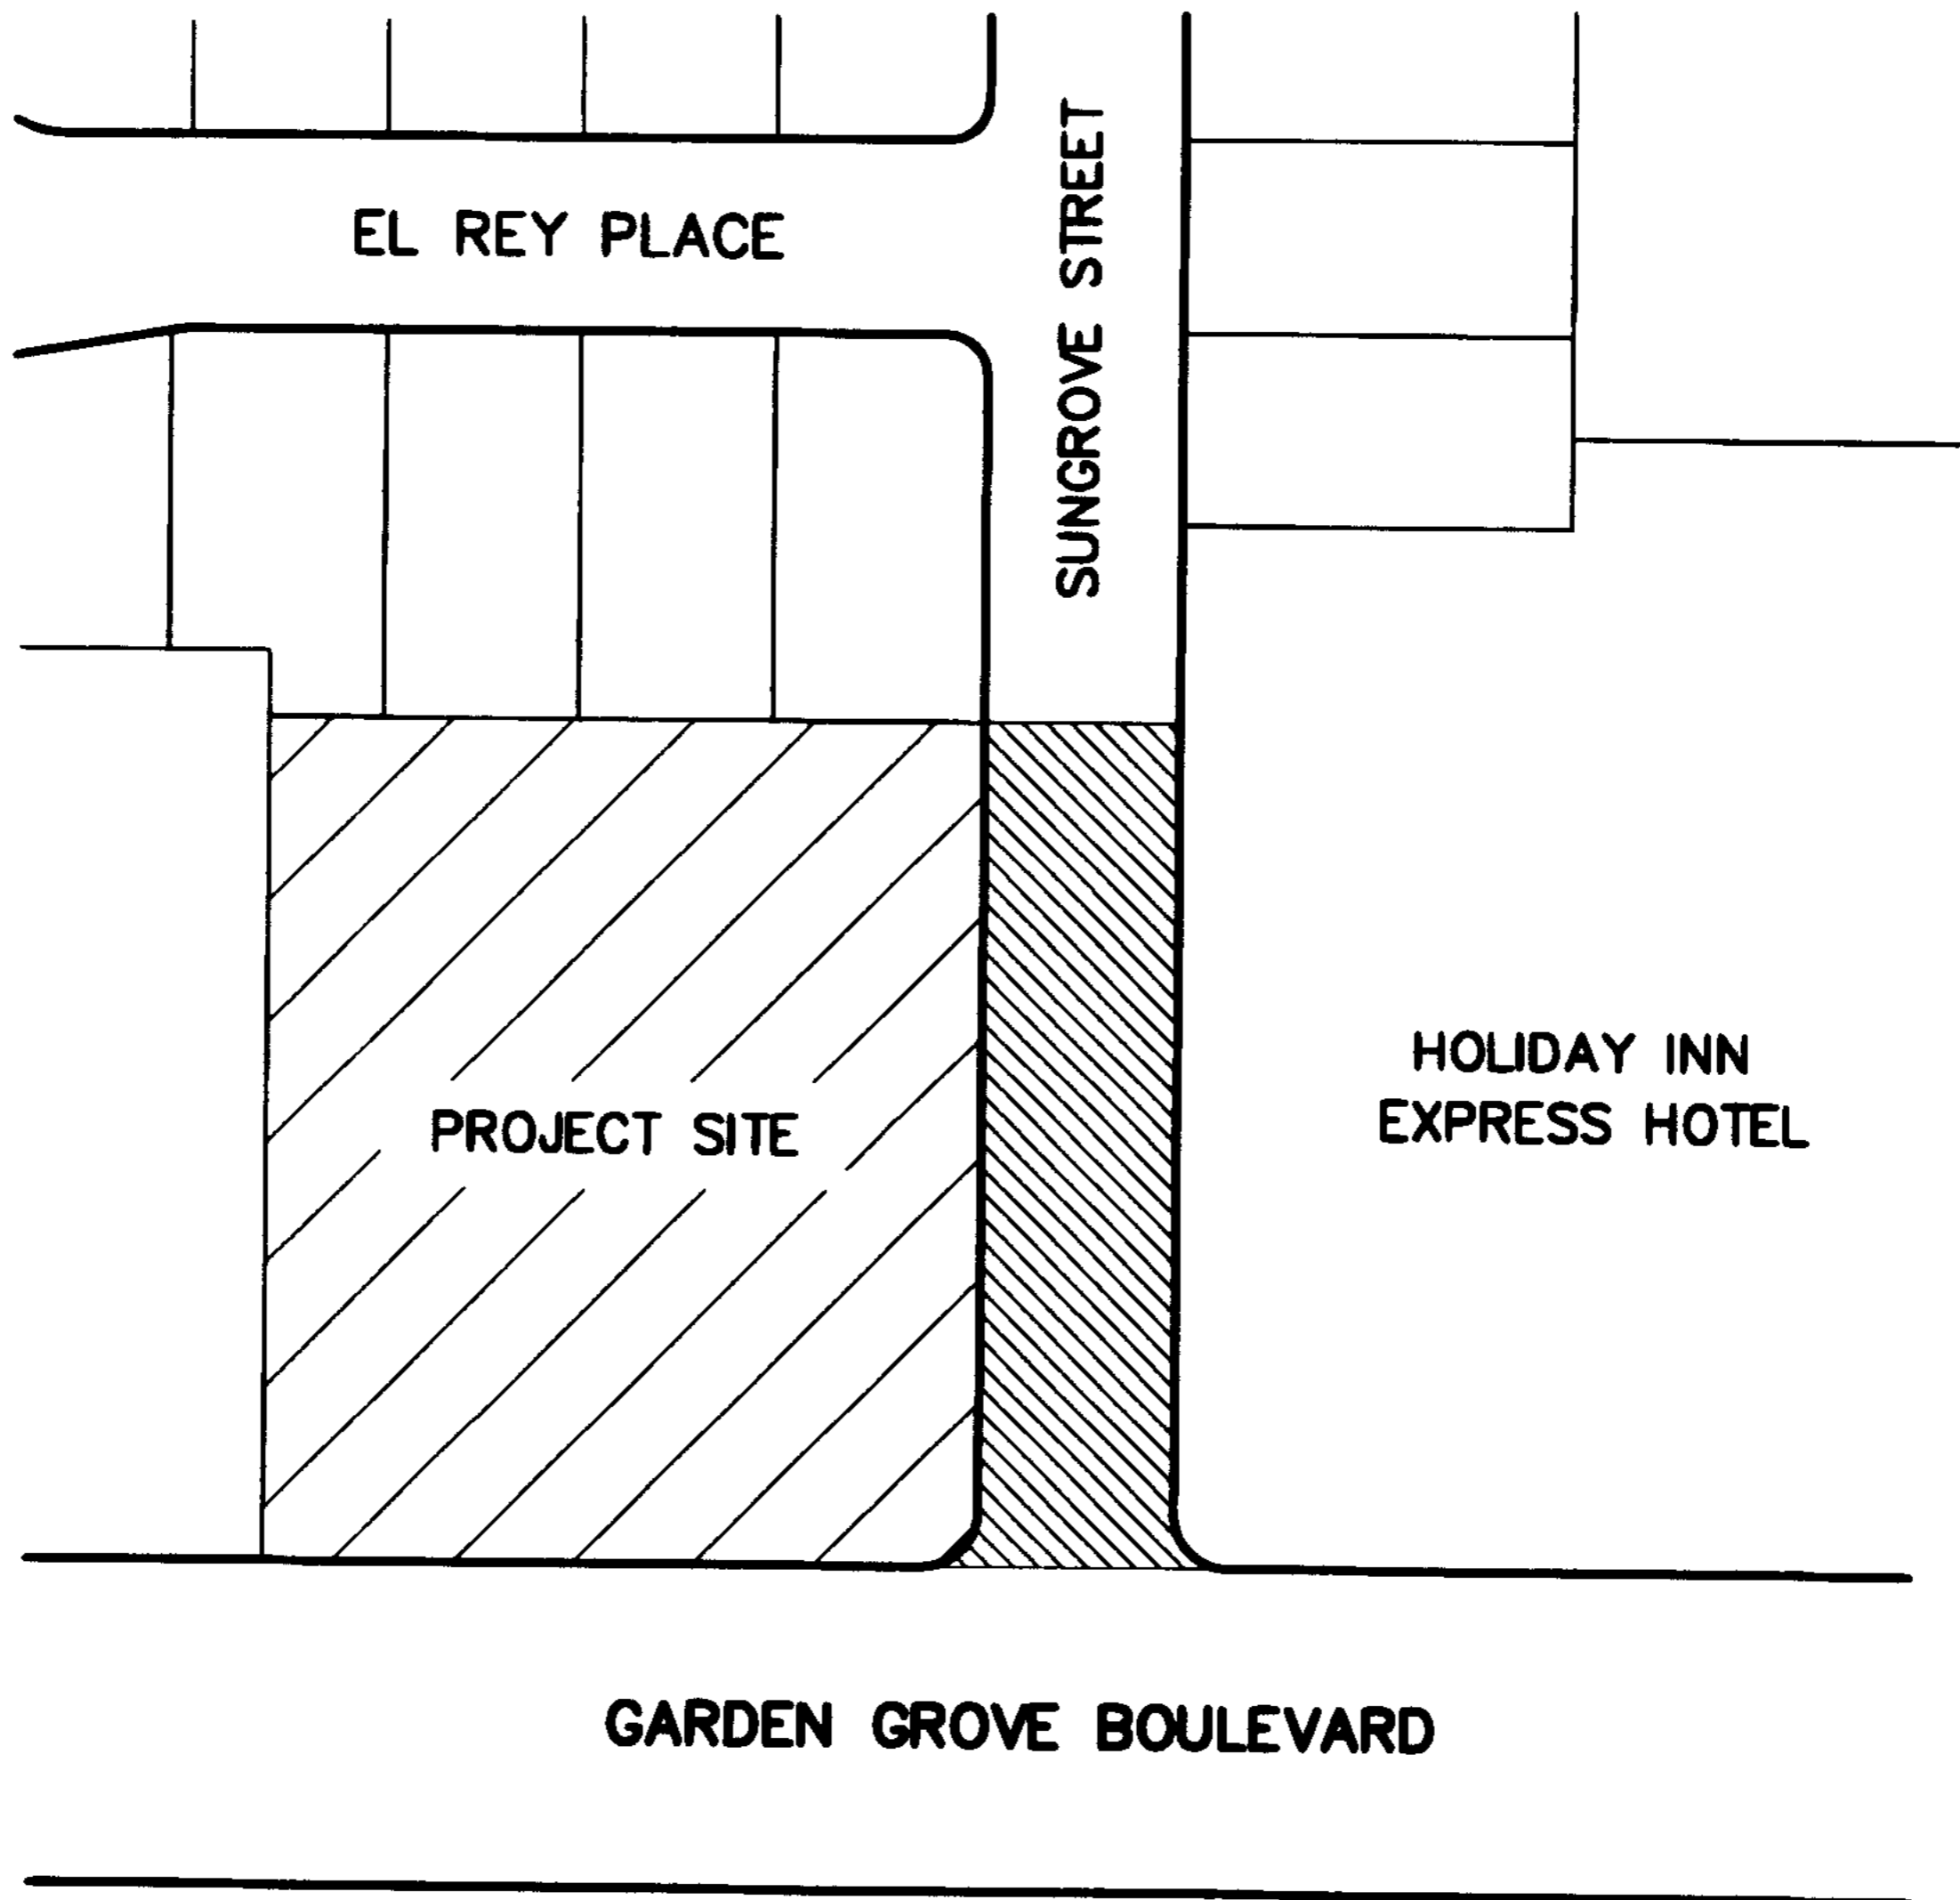 EL REY PLACE
SUNGROVE STREET
PROJECT SITE
HOLIDAY INN
EXPRESS HOTEL
GARDEN GROVE BOULEVARD